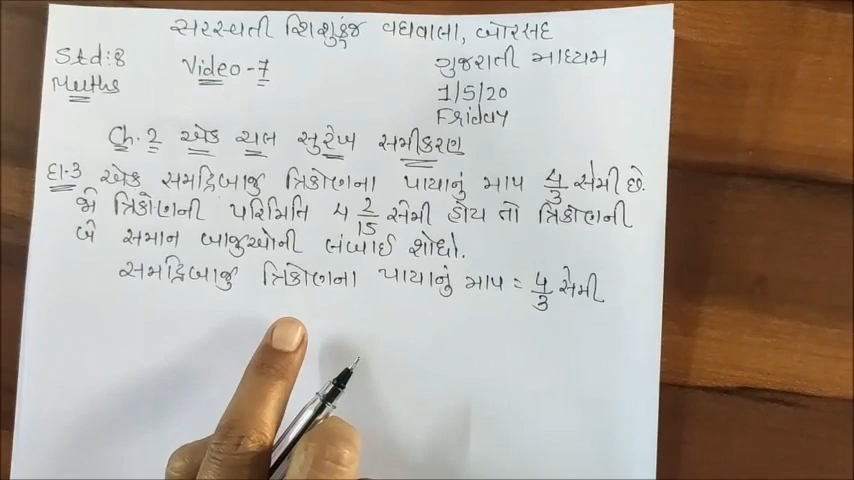 સરસ્વતી શિશુકુંજ વઘવાલા, બોરસદ
Std:8 Video-7 ગુજરાતી માધ્યમ
Maths 1/5/20
Friday
Ch.2 એક ચલ સુરેખ સમીકરણ
દા.3 એક સમદ્વિબાજુ ત્રિકોણના પાયાનું માપ 4/3 સેમી છે.
જો ત્રિકોણની પરિમિતિ 4 2/15 સેમી હોય તો ત્રિકોણની
બે સમાન બાજુઓની લંબાઈ શોધો.
સમદ્વિબાજુ ત્રિકોણના પાયાનું માપ = 4/3 સેમી